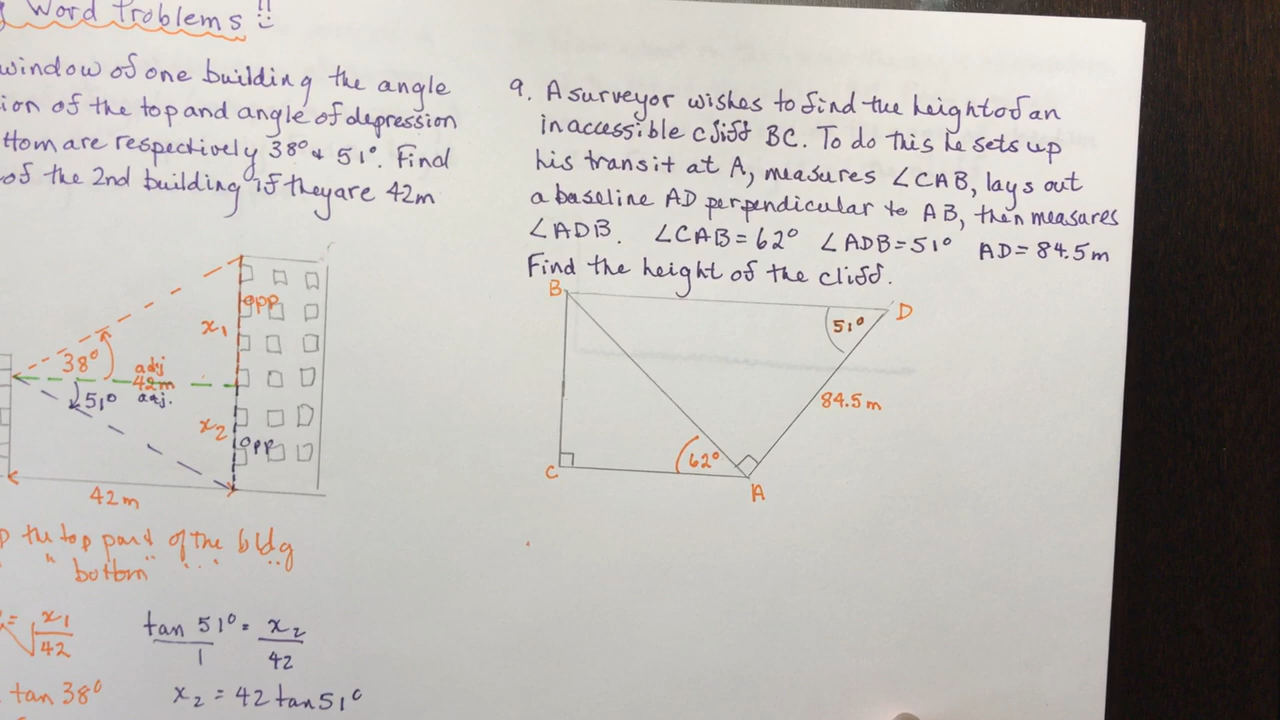 Word Problems !!
window of one building the angle
ion of the top and angle of depression
ttom are respectively 38° & 51°. Find
of the 2nd building if they are 42m
opp
x₁
38°
adj
42m
51°
adj.
x₂
opp
42m
the top part of the bldg
" bottom" ...
= x₁
42
tan 51° = x₂
1 42
tan 38°
x₂ = 42 tan 51°
9. A surveyor wishes to find the height of an
inaccessible cliff BC. To do this he sets up
his transit at A, measures ∠CAB, lays out
a baseline AD perpendicular to AB, then measures
∠ADB. ∠CAB = 62° ∠ADB = 51° AD = 84.5m
Find the height of the cliff.
B
D
51°
84.5m
62°
C
A